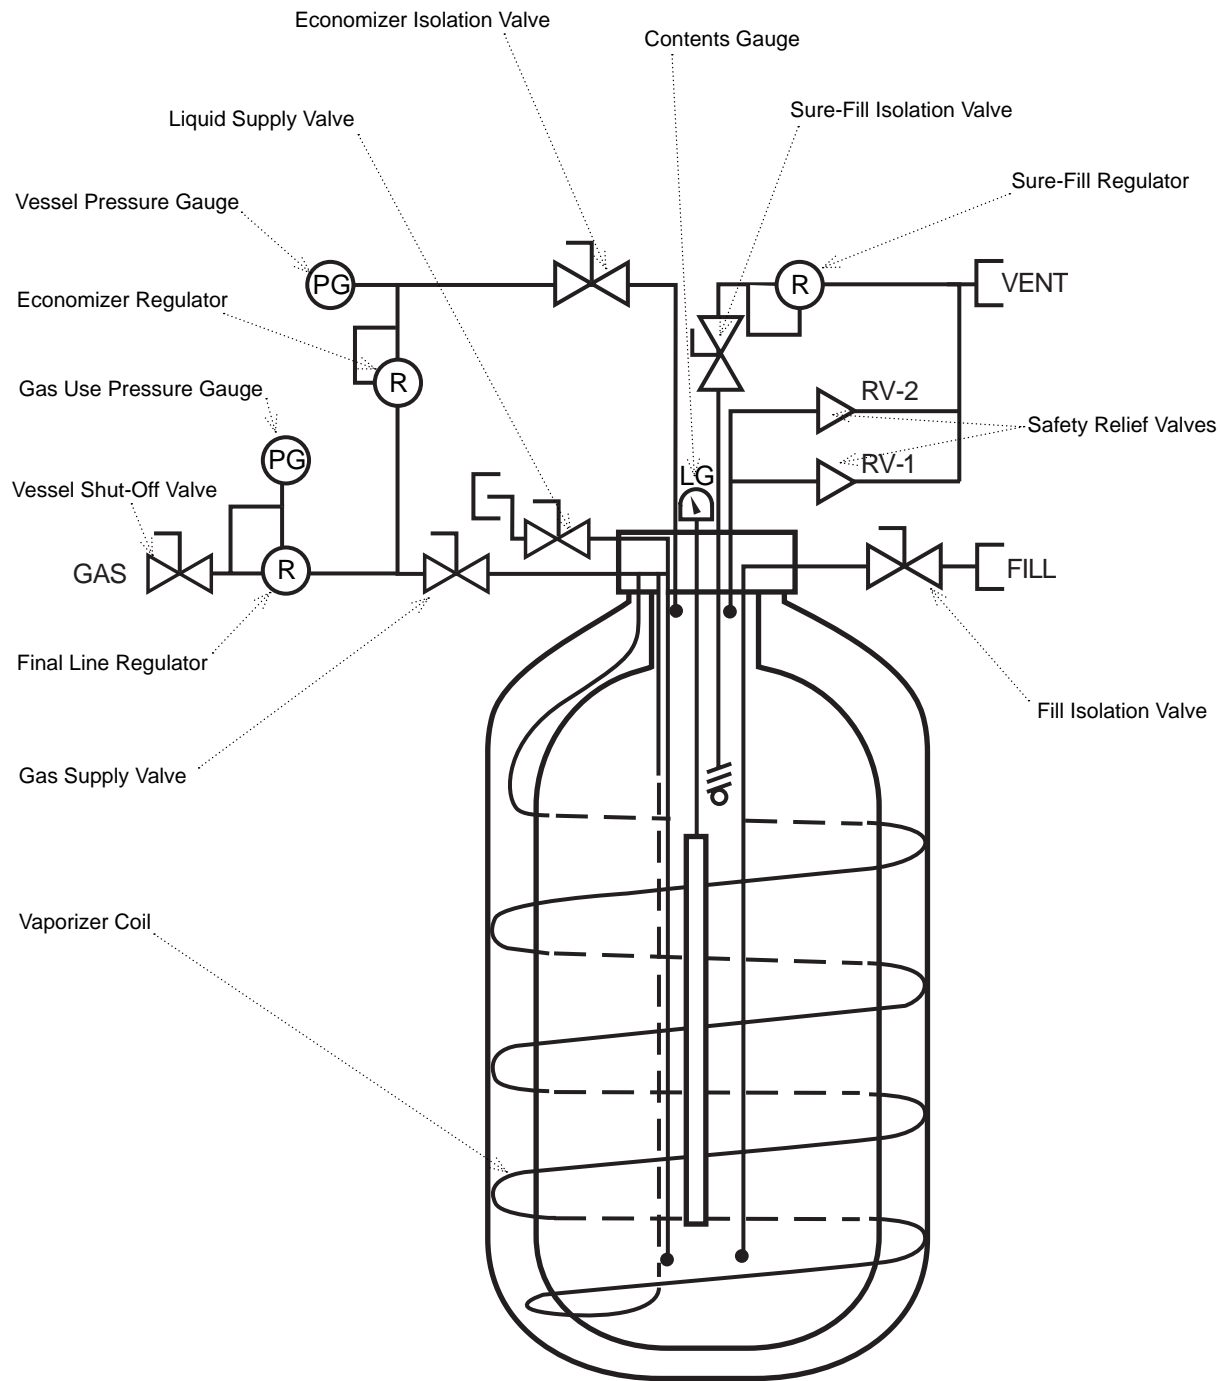 Economizer Isolation Valve
Contents Gauge
Liquid Supply Valve
Sure-Fill Isolation Valve
Sure-Fill Regulator
Vessel Pressure Gauge
PG
R
VENT
Economizer Regulator
R
Gas Use Pressure Gauge
RV-2
Safety Relief Valves
PG
RV-1
LG
Vessel Shut-Off Valve
GAS
R
FILL
Final Line Regulator
Fill Isolation Valve
Gas Supply Valve
Vaporizer Coil